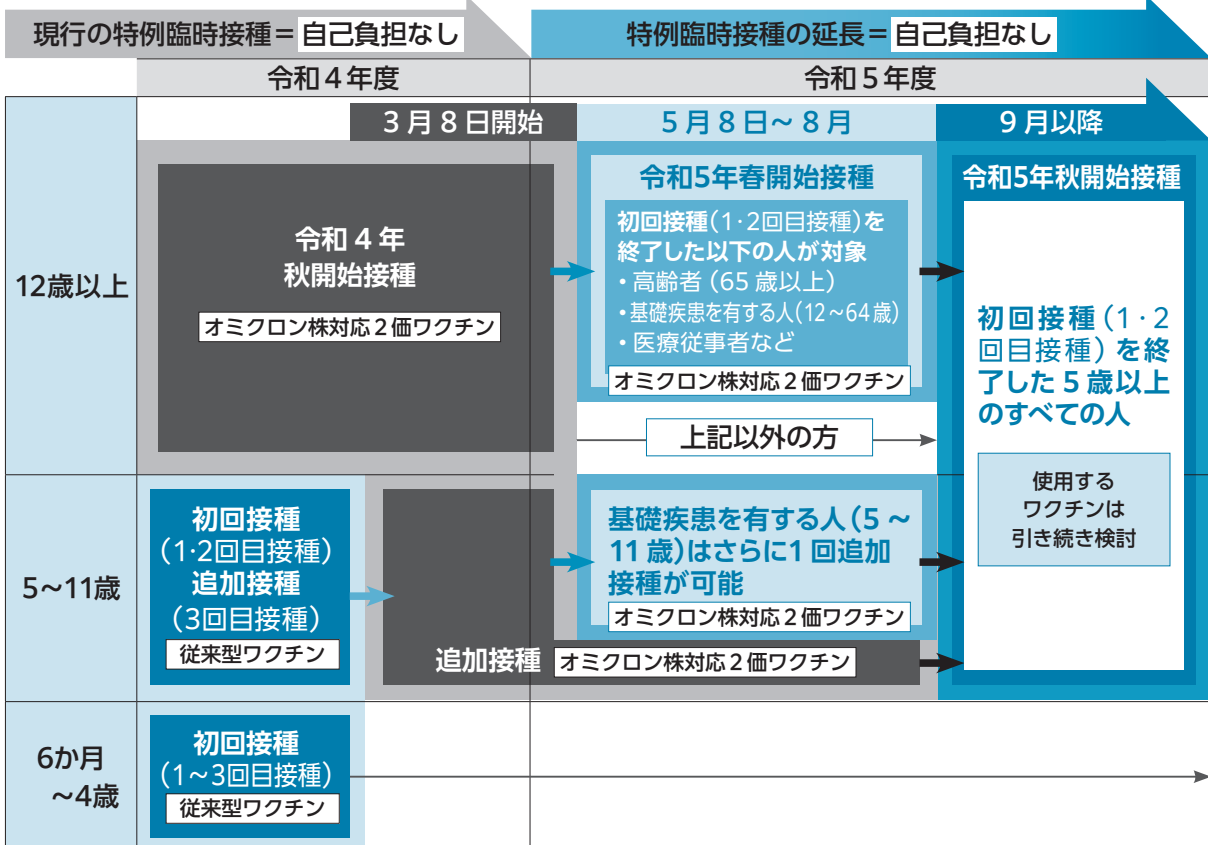 現行の特例臨時接種＝自己負担なし
特例臨時接種の延長＝自己負担なし
令和４年度
令和５年度
３月８日開始
５月８日～８月
９月以降
12歳以上
令和４年
秋開始接種
オミクロン株対応２価ワクチン
令和5年春開始接種
初回接種（1・2回目接種）を
終了した以下の人が対象
・高齢者（65歳以上）
・基礎疾患を有する人（12～64歳）
・医療従事者など
オミクロン株対応２価ワクチン
上記以外の方
令和5年秋開始接種
初回接種（1・2
回目接種）を終
了した５歳以上
のすべての人
使用する
ワクチンは
引き続き検討
5～11歳
初回接種
（1・2回目接種）
追加接種
（3回目接種）
従来型ワクチン
基礎疾患を有する人（5～
11歳）はさらに1回追加
接種が可能
オミクロン株対応２価ワクチン
追加接種 オミクロン株対応２価ワクチン
6か月
～4歳
初回接種
（1～3回目接種）
従来型ワクチン